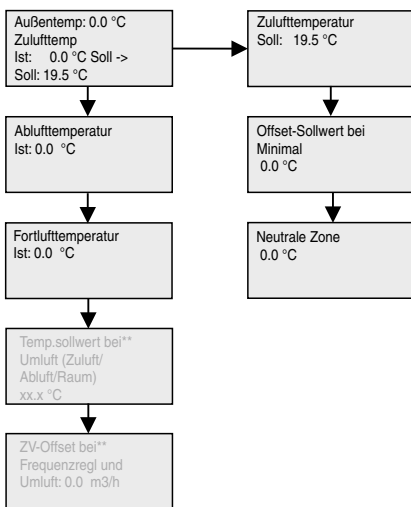 Außentemp: 0.0 °C
Zulufttemp
Ist: 0.0 °C Soll ->
Soll: 19.5 °C
Zulufttemperatur
Soll: 19.5 °C
Ablufttemperatur
Ist: 0.0 °C
Offset-Sollwert bei
Minimal
0.0 °C
Fortlufttemperatur
Ist: 0.0 °C
Neutrale Zone
0.0 °C
Temp.sollwert bei**
Umluft (Zuluft/
Abluft/Raum)
xx.x °C
ZV-Offset bei**
Frequenzregl und
Umluft: 0.0 m3/h